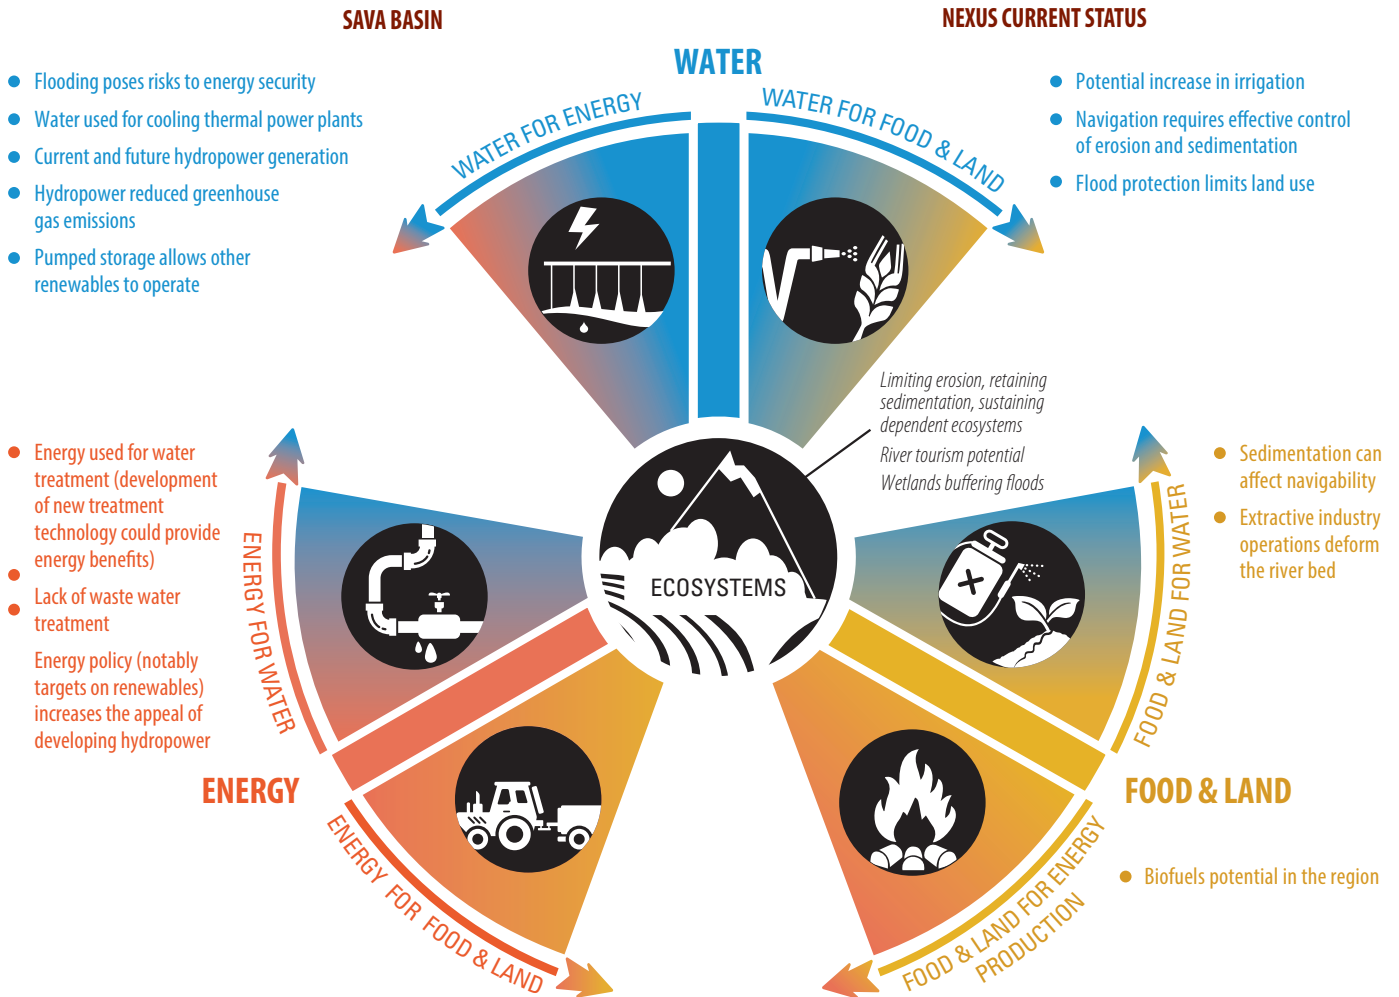 SAVA BASIN
NEXUS CURRENT STATUS
WATER
Flooding poses risks to energy security
Water used for cooling thermal power plants
Current and future hydropower generation
Hydropower reduced greenhouse
gas emissions
Pumped storage allows other
renewables to operate
WATER FOR ENERGY
WATER FOR FOOD & LAND
Potential increase in irrigation
Navigation requires effective control
of erosion and sedimentation
Flood protection limits land use
Limiting erosion, retaining
sedimentation, sustaining
dependent ecosystems
River tourism potential
Wetlands buffering floods
Energy used for water
treatment (development
of new treatment
technology could provide
energy benefits)
Lack of waste water
treatment
Energy policy (notably
targets on renewables)
increases the appeal of
developing hydropower
ENERGY FOR WATER
ECOSYSTEMS
FOOD & LAND FOR WATER
Sedimentation can
affect navigability
Extractive industry
operations deform
the river bed
ENERGY
ENERGY FOR FOOD & LAND
FOOD & LAND
FOOD & LAND FOR ENERGY
PRODUCTION
Biofuels potential in the region